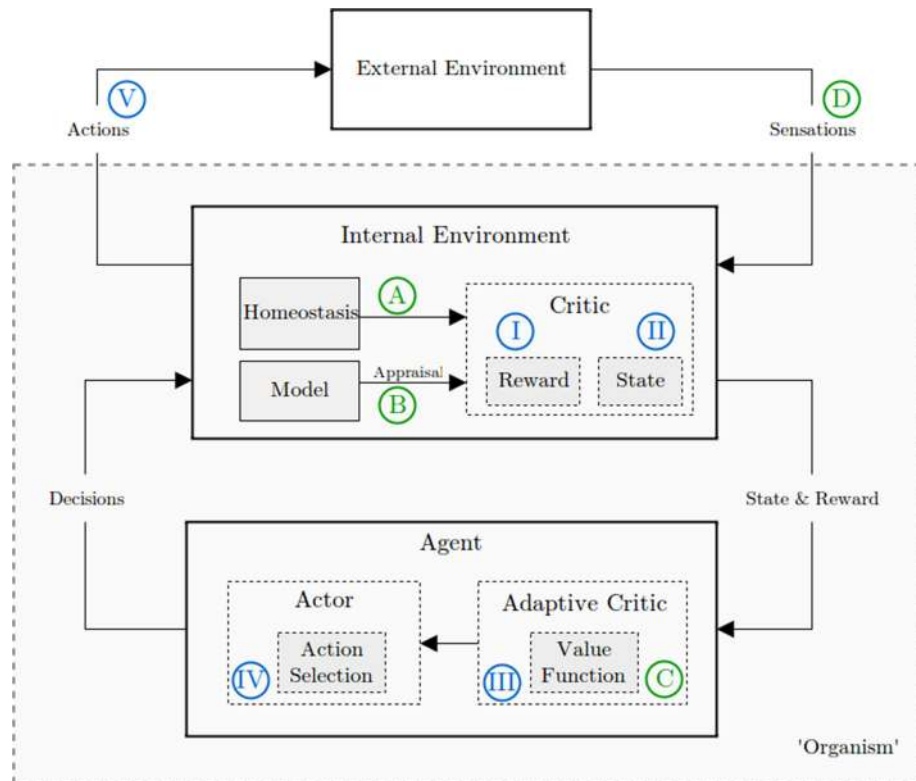 External Environment
V
D
Actions
Sensations
Internal Environment
Homeostasis
A
Critic
I
II
Model
Appraisal
B
Reward
State
Decisions
State & Reward
Agent
Actor
Adaptive Critic
Action
Selection
Value
Function
IV
III
C
'Organism'